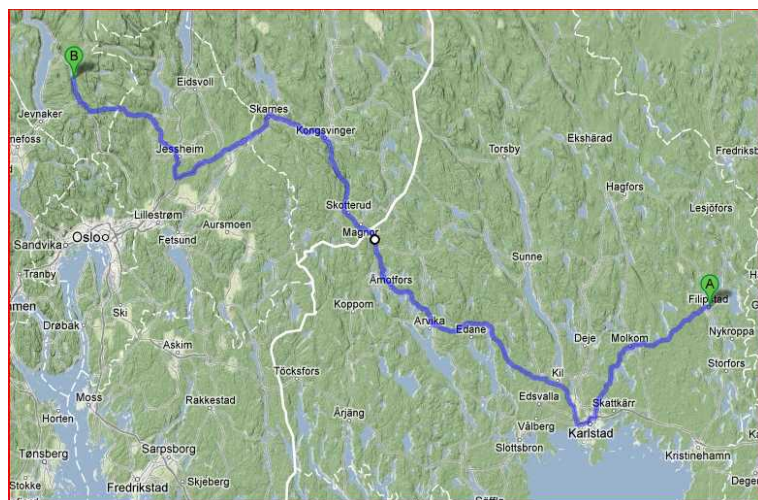 B
Eidsvoll
Jevnaker
Skarnes
Kongsvinger
Ekshärad
Torsby
Jessheim
Hagfors
Lesjöfors
Skotterud
Lillestrøm
Aursmoen
Oslo
Magnor
Sandvika
Fetsund
Sunne
Tranby
Åmotfors
A
Filipstad
Koppom
Ski
Drøbak
Arvika
Edane
Deje
Molkom
Nykroppa
Askim
Storfors
Töcksfors
Kil
Moss
Rakkestad
Edsvalla
Skattkärr
Horten
Årjäng
Vålberg
Karlstad
Slottsbron
Kristinehamn
Tønsberg
Sarpsborg
Skjeberg
Stokke
Fredrikstad